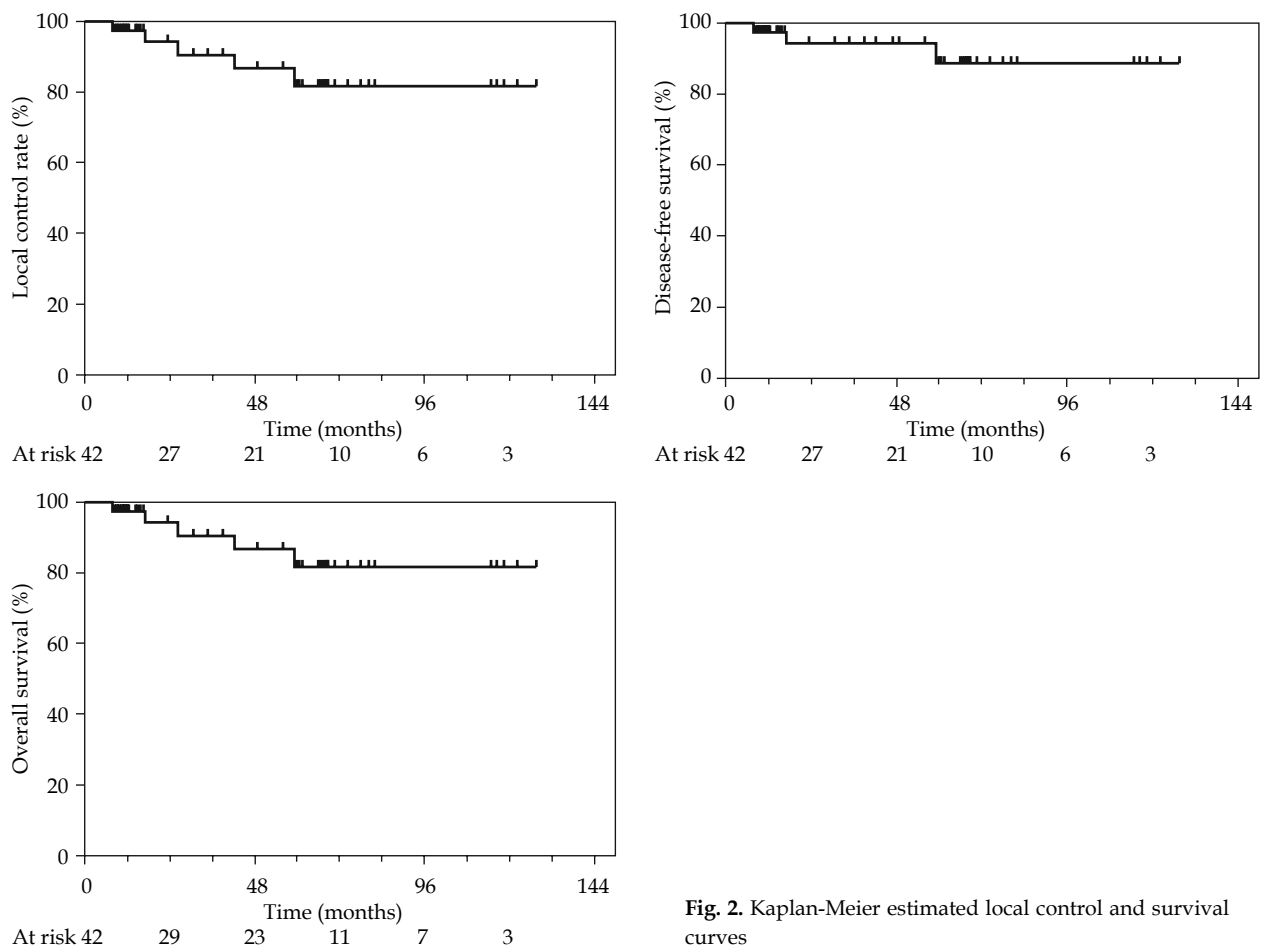 100
80
60
40
20
0
Local control rate (%)
0 48 96 144
Time (months)
At risk 42 27 21 10 6 3
100
80
60
40
20
0
Disease-free survival (%)
0 48 96 144
Time (months)
At risk 42 27 21 10 6 3
100
80
60
40
20
0
Overall survival (%)
0 48 96 144
Time (months)
At risk 42 29 23 11 7 3
Fig. 2. Kaplan-Meier estimated local control and survival
curves